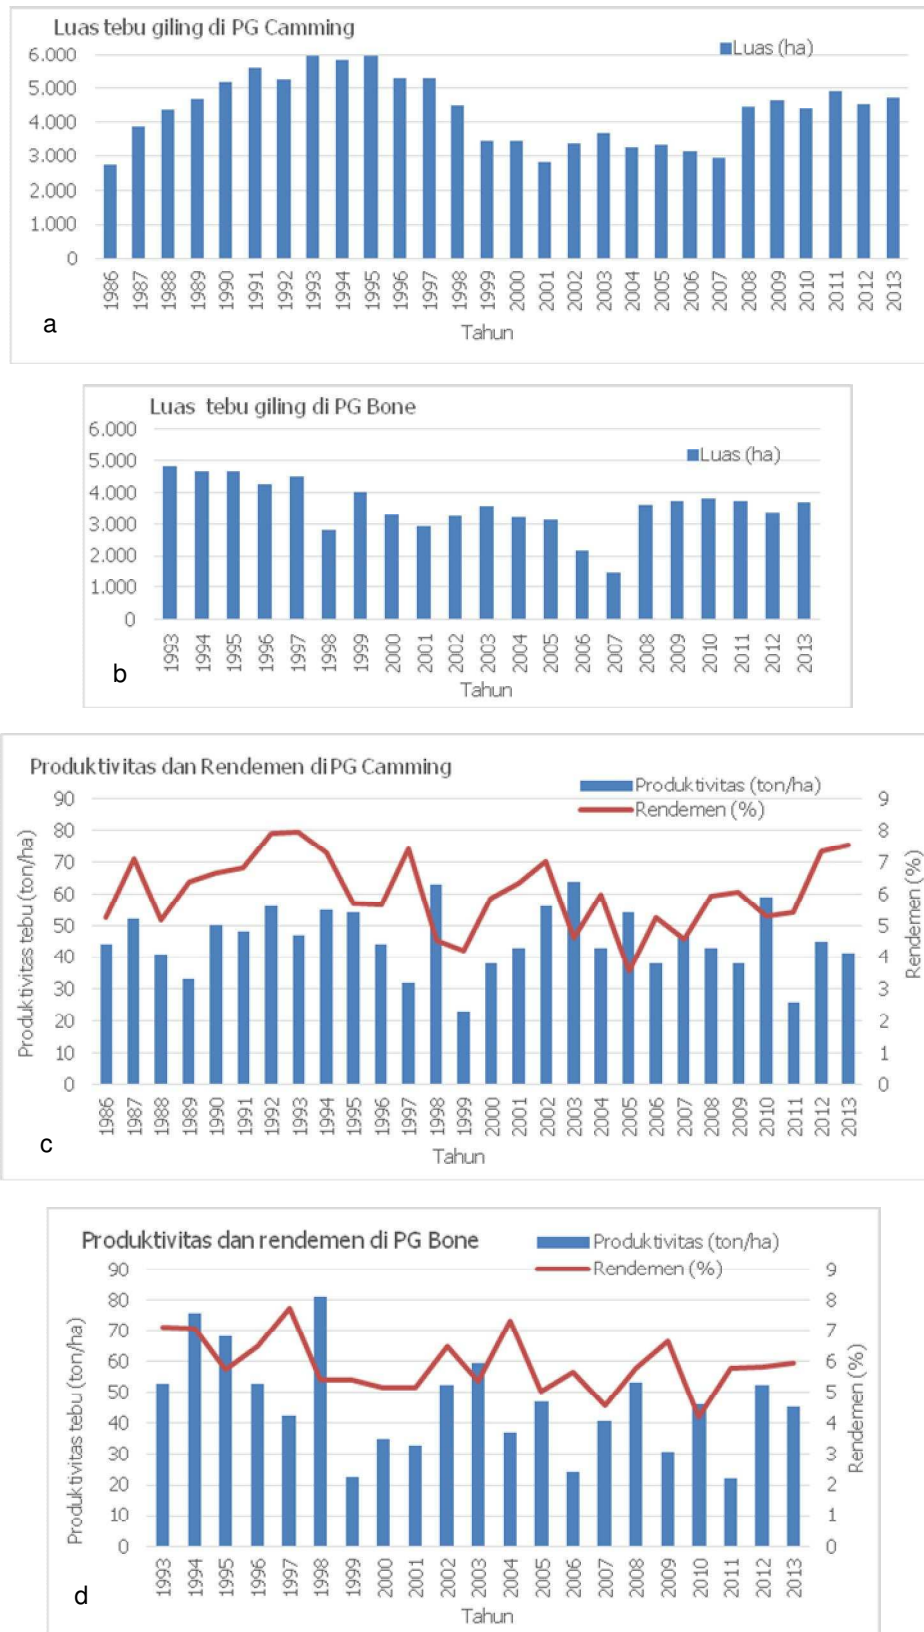 Luas tebu giling di PG Camming
Luas (ha)
6.000
5.000
4.000
3.000
2.000
1.000
0
1986 1987 1988 1989 1990 1991 1992 1993 1994 1995 1996 1997 1998 1999 2000 2001 2002 2003 2004 2005 2006 2007 2008 2009 2010 2011 2012 2013
Tahun
a
Luas tebu giling di PG Bone
Luas (ha)
6.000
5.000
4.000
3.000
2.000
1.000
0
1993 1994 1995 1996 1997 1998 1999 2000 2001 2002 2003 2004 2005 2006 2007 2008 2009 2010 2011 2012 2013
Tahun
b
Produktivitas dan Rendemen di PG Camming
Produktivitas (ton/ha)
Rendemen (%)
Produktivitas tebu (ton/ha)
90
80
70
60
50
40
30
20
10
0
9
8
7
6
5
4
3
2
1
0
Rendemen (%)
1986 1987 1988 1989 1990 1991 1992 1993 1994 1995 1996 1997 1998 1999 2000 2001 2002 2003 2004 2005 2006 2007 2008 2009 2010 2011 2012 2013
Tahun
c
Produktivitas dan rendemen di PG Bone
Produktivitas (ton/ha)
Rendemen (%)
Produktivitas tebu (ton/ha)
90
80
70
60
50
40
30
20
10
0
9
8
7
6
5
4
3
2
1
0
Rendemen (%)
1993 1994 1995 1996 1997 1998 1999 2000 2001 2002 2003 2004 2005 2006 2007 2008 2009 2010 2011 2012 2013
Tahun
d